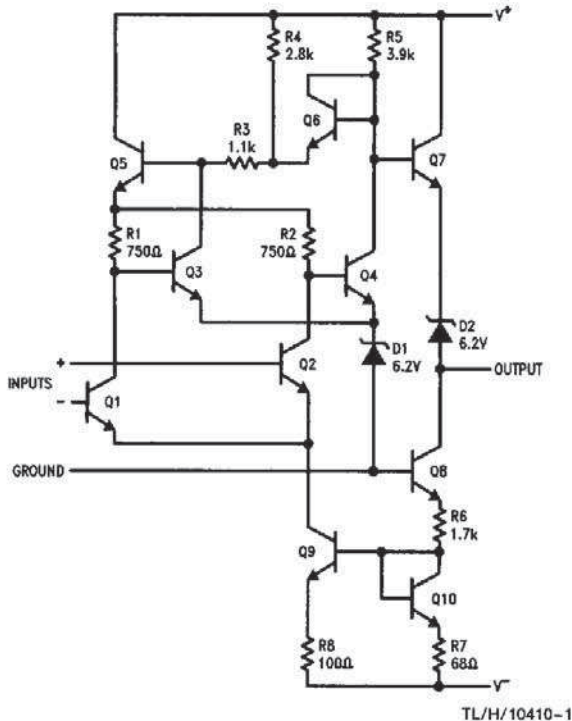 V+
R4
2.8k
R5
3.9k
Q6
R3
1.1k
Q5
Q7
R1
750Ω
R2
750Ω
Q3
Q4
D2
6.2V
D1
6.2V
+
Q2
OUTPUT
INPUTS
-
Q1
GROUND
Q8
R6
1.7k
Q9
Q10
R8
100Ω
R7
68Ω
V-
TL/H/10410-1